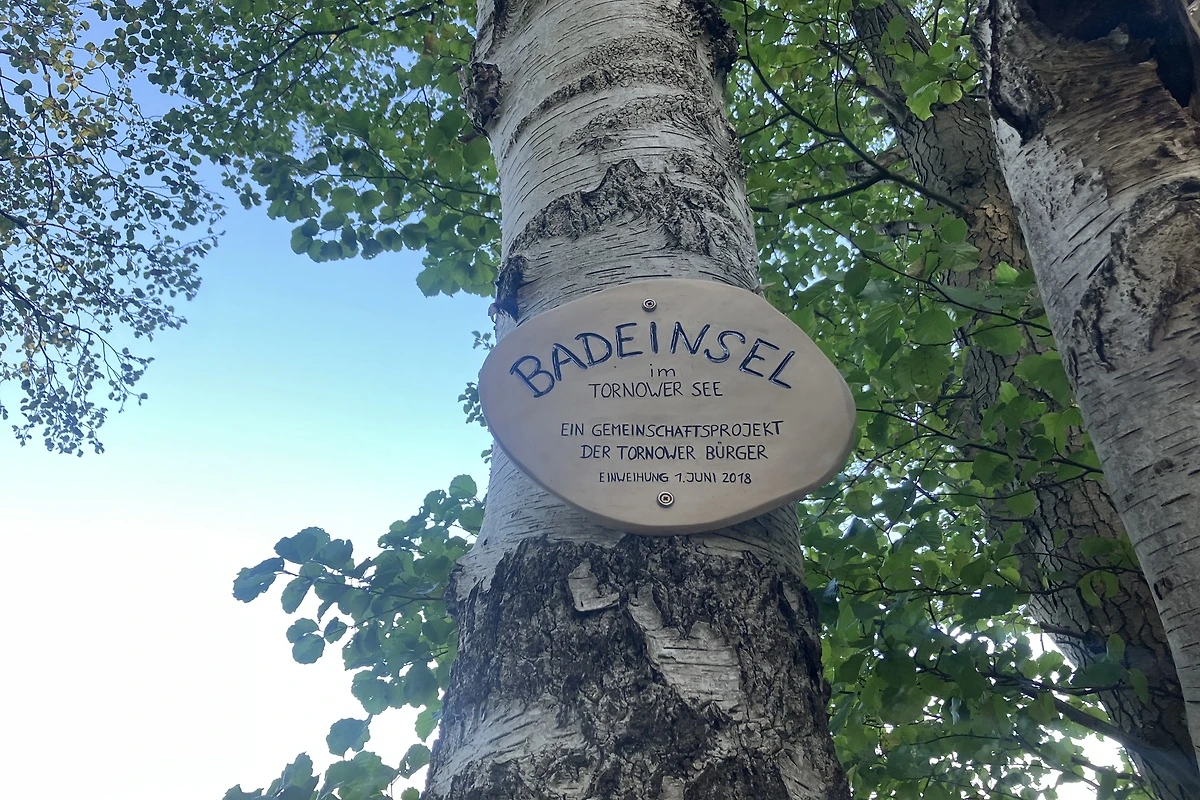 BADEINSEL
im
TORNOWER SEE
EIN GEMEINSCHAFTSPROJEKT
DER TORNOWER BÜRGER
EINWEIHUNG 1. JUNI 2018